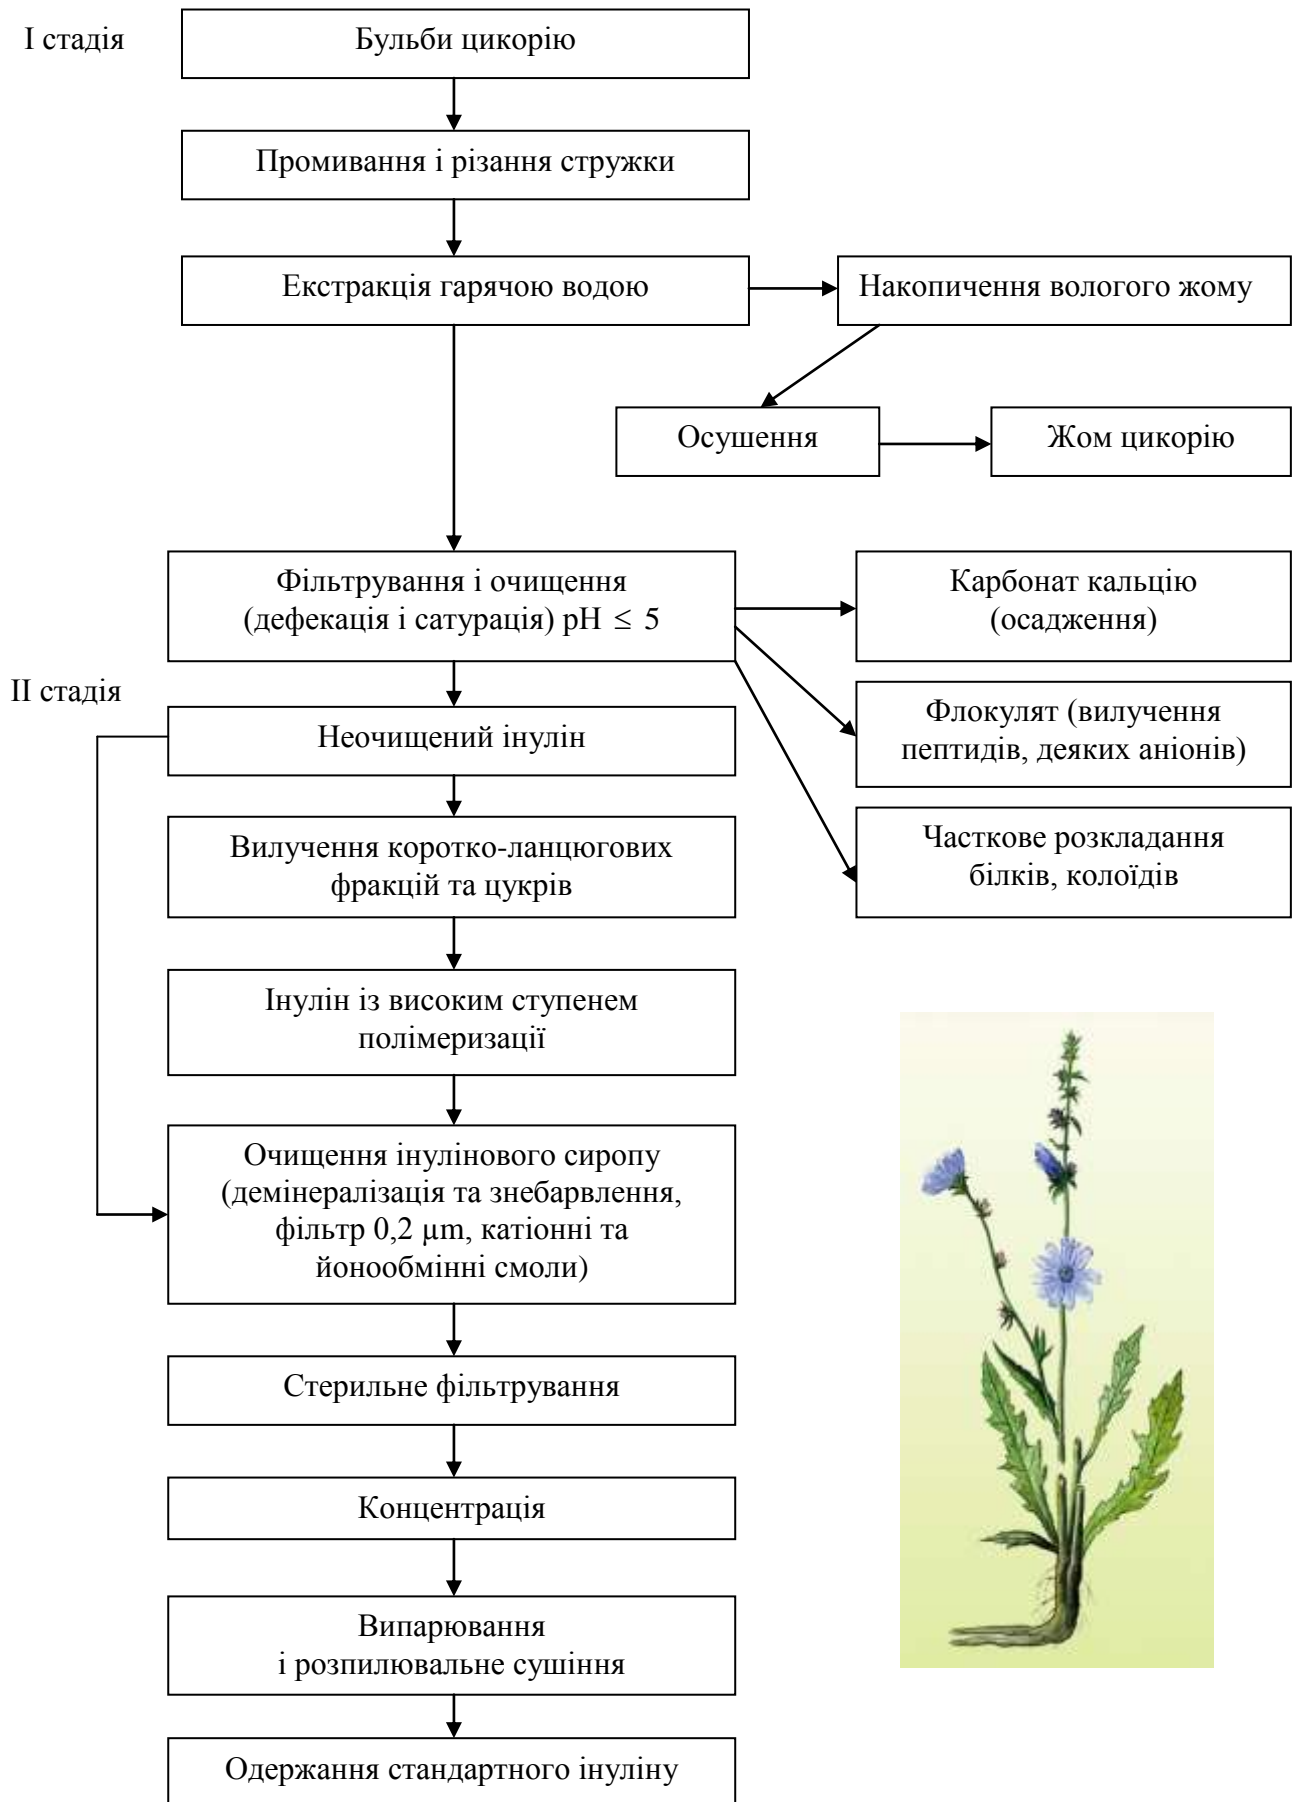 І стадія
Бульби цикорію
Промивання і різання стружки
Екстракція гарячою водою
Накопичення вологого жому
Осушення
Жом цикорію
Фільтрування і очищення
(дефекація і сатурація) pH ≤ 5
Карбонат кальцію
(осадження)
ІІ стадія
Неочищений інулін
Флокулят (вилучення
пептидів, деяких аніонів)
Вилучення коротко-ланцюгових
фракцій та цукрів
Часткове розкладання
білків, колоїдів
Інулін із високим ступенем
полімеризації
Очищення інулінового сиропу
(демінералізація та знебарвлення,
фільтр 0,2 µm, катіонні та
йонообмінні смоли)
Стерильне фільтрування
Концентрація
Випарювання
і розпилювальне сушіння
Одержання стандартного інуліну